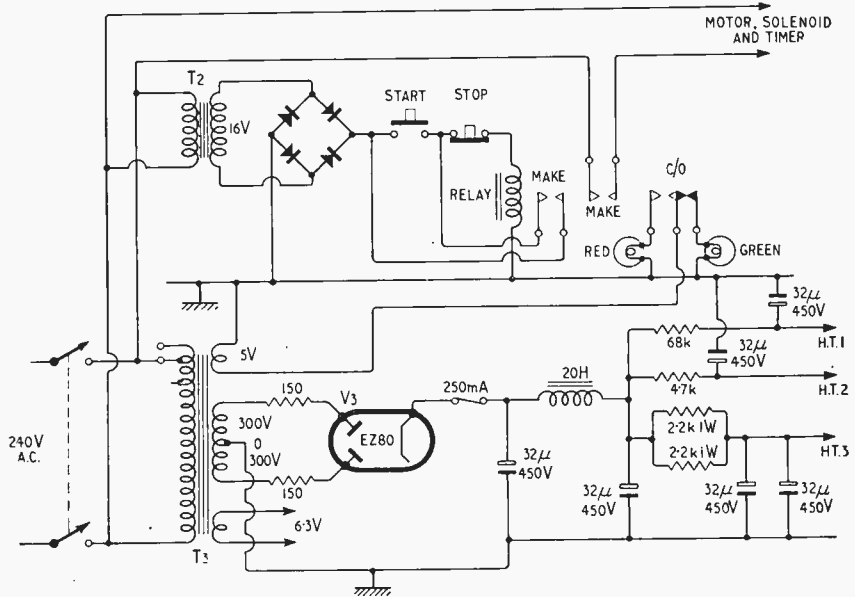 MOTOR, SOLENOID
AND TIMER
T2
16V
START
STOP
RELAY
MAKE
MAKE
C/O
RED
GREEN
32μ
450V
5V
68k
H.T.1
32μ
450V
20H
250mA
150
V3
47k
H.T.2
300V
0
300V
EZ80
2·2k 1W
2·2k 1W
HT.3
240V
A.C.
150
32μ
450V
32μ
450V
32μ
450V
32μ
450V
6·3V
T3